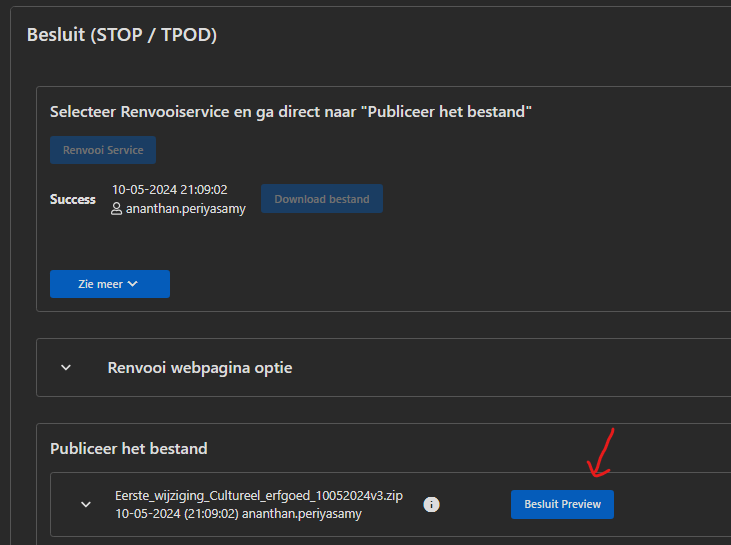 Besluit (STOP / TPOD)
Selecteer Renvooiservice en ga direct naar "Publiceer het bestand"
Renvooi Service
Success
10-05-2024 21:09:02
ananthan.periyasamy
Download bestand
Zie meer
Renvooi webpagina optie
Publiceer het bestand
Eerste_wijziging_Cultureel_erfgoed_10052024v3.zip
10-05-2024 (21:09:02) ananthan.periyasamy
Besluit Preview